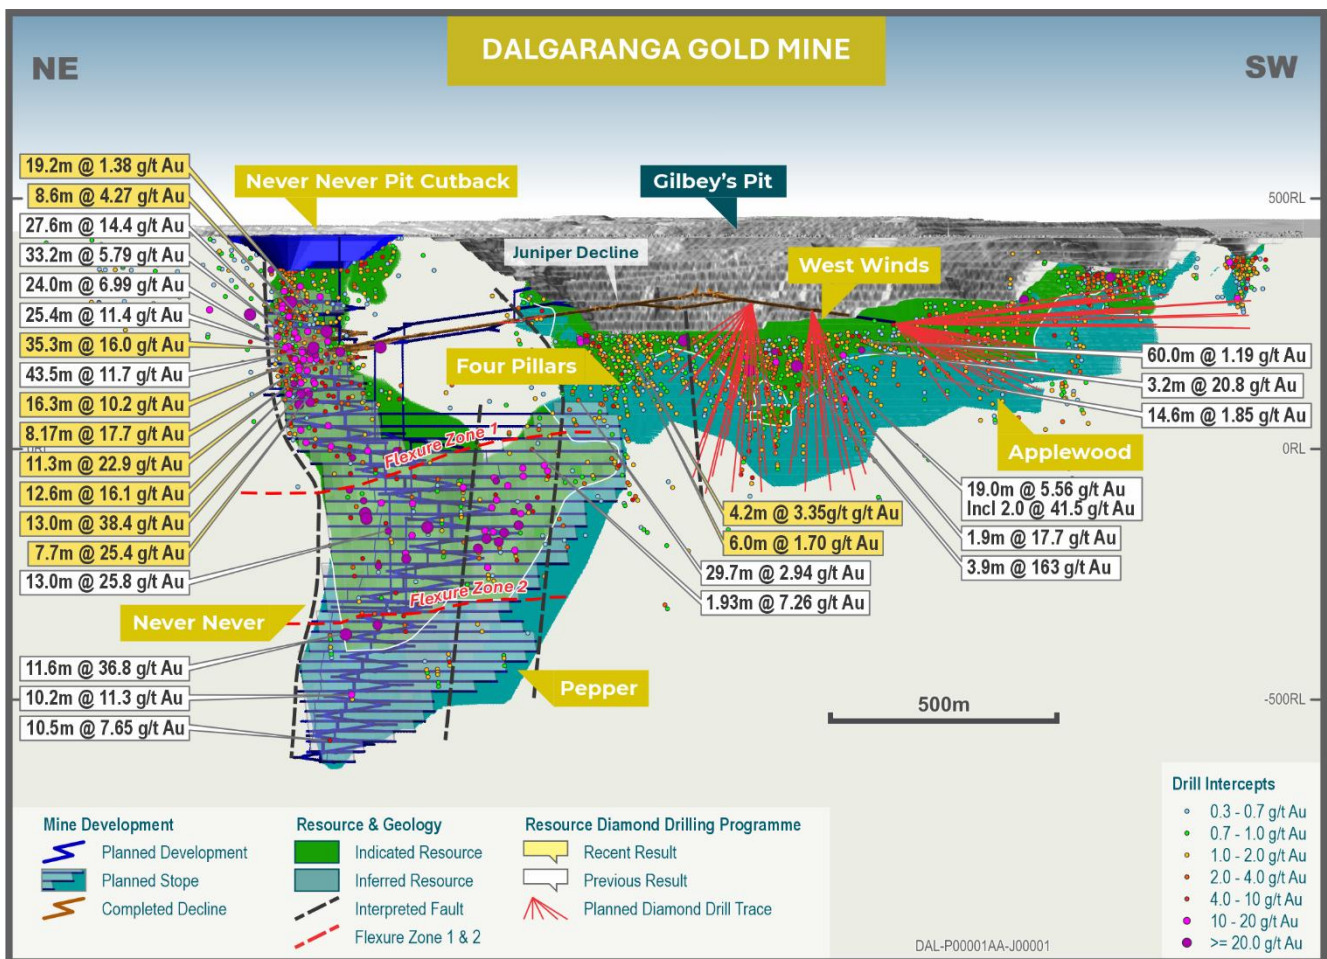 DALGARANGA GOLD MINE
NE
SW
19.2m @ 1.38 g/t Au
8.6m @ 4.27 g/t Au
27.6m @ 14.4 g/t Au
33.2m @ 5.79 g/t Au
24.0m @ 6.99 g/t Au
25.4m @ 11.4 g/t Au
35.3m @ 16.0 g/t Au
43.5m @ 11.7 g/t Au
16.3m @ 10.2 g/t Au
8.17m @ 17.7 g/t Au
11.3m @ 22.9 g/t Au
12.6m @ 16.1 g/t Au
13.0m @ 38.4 g/t Au
7.7m @ 25.4 g/t Au
13.0m @ 25.8 g/t Au
Never Never
11.6m @ 36.8 g/t Au
10.2m @ 11.3 g/t Au
10.5m @ 7.65 g/t Au
Never Never Pit Cutback
Gilbey's Pit
Juniper Decline
West Winds
Four Pillars
Flexure Zone 1
Flexure Zone 2
Pepper
Applewood
500RL
0RL
-500RL
60.0m @ 1.19 g/t Au
3.2m @ 20.8 g/t Au
14.6m @ 1.85 g/t Au
19.0m @ 5.56 g/t Au
Incl 2.0 @ 41.5 g/t Au
1.9m @ 17.7 g/t Au
3.9m @ 163 g/t Au
4.2m @ 3.35g/t g/t Au
6.0m @ 1.70 g/t Au
29.7m @ 2.94 g/t Au
1.93m @ 7.26 g/t Au
500m
Mine Development
Planned Development
Planned Stope
Completed Decline
Resource & Geology
Indicated Resource
Inferred Resource
Interpreted Fault
Flexure Zone 1 & 2
Resource Diamond Drilling Programme
Recent Result
Previous Result
Planned Diamond Drill Trace
DAL-P00001AA-J00001
Drill Intercepts
0.3 - 0.7 g/t Au
0.7 - 1.0 g/t Au
1.0 - 2.0 g/t Au
2.0 - 4.0 g/t Au
4.0 - 10 g/t Au
10 - 20 g/t Au
>= 20.0 g/t Au